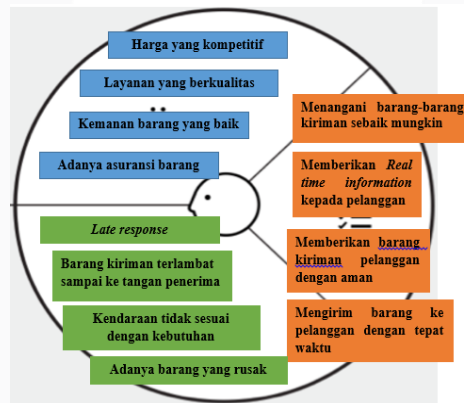 Harga yang kompetitif
Layanan yang berkualitas
Kemanan barang yang baik
Adanya asuransi barang
Menangani barang-barang
kiriman sebaik mungkin
Memberikan Real
time information
kepada pelanggan
Memberikan barang
kiriman pelanggan
dengan aman
Mengirim barang ke
pelanggan dengan tepat
waktu
Late response
Barang kiriman terlambat
sampai ke tangan penerima
Kendaraan tidak sesuai
dengan kebutuhan
Adanya barang yang rusak